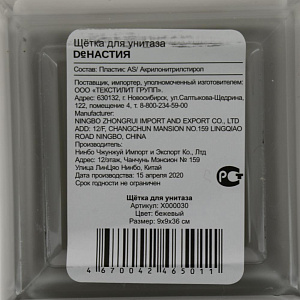 Щётка для унитаза
DeНАСТИЯ
Состав: Пластик AS/ Акрилонитрилстирол
Поставщик, импортер, уполномоченный изготовителем:
ООО «ТЕКСТИЛИТ ГРУПП».
Адрес: 630132, г. Новосибирск, ул.Салтыкова-Щедрина,
122, помещение 4, т. 8-800-234-59-00
Manufacturer:
NINGBO ZHONGRUI IMPORT AND EXPORT CO., LTD
ADD: 12/F, CHANGCHUN MANSION NO.159 LINGQIAO
ROAD NINGBO, CHINA
Производитель:
Нинбо Чжунжуй Импорт и Экспорт Ко., Лтд
Адрес: 12/этаж, Чанчунь Мэнсион № 159
Улица ЛинЦяо Нинбо, Китай
Дата производства: 15 апреля 2020
Срок годности не ограничен
РСТ
Щётка для унитаза
Артикул: X000030
Цвет: бежевый
Размер: 9x9x36 см
4 670042 465011